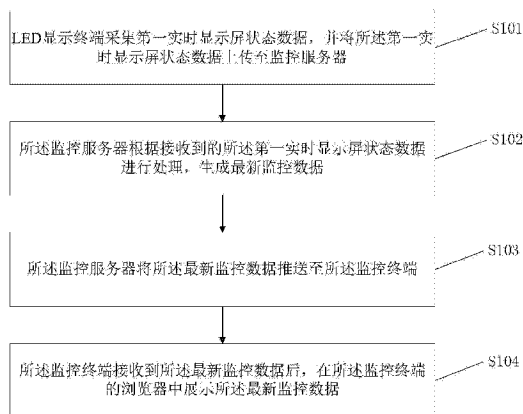 LED显示终端采集第一实时显示屏状态数据，并将所述第一实
时显示屏状态数据上传至监控服务器
S101
所述监控服务器根据接收到的所述第一实时显示屏状态数据
进行处理，生成最新监控数据
S102
所述监控服务器将所述最新监控数据推送至所述监控终端
S103
所述监控终端接收到所述最新监控数据后，在所述监控终端
的浏览器中展示所述最新监控数据
S104